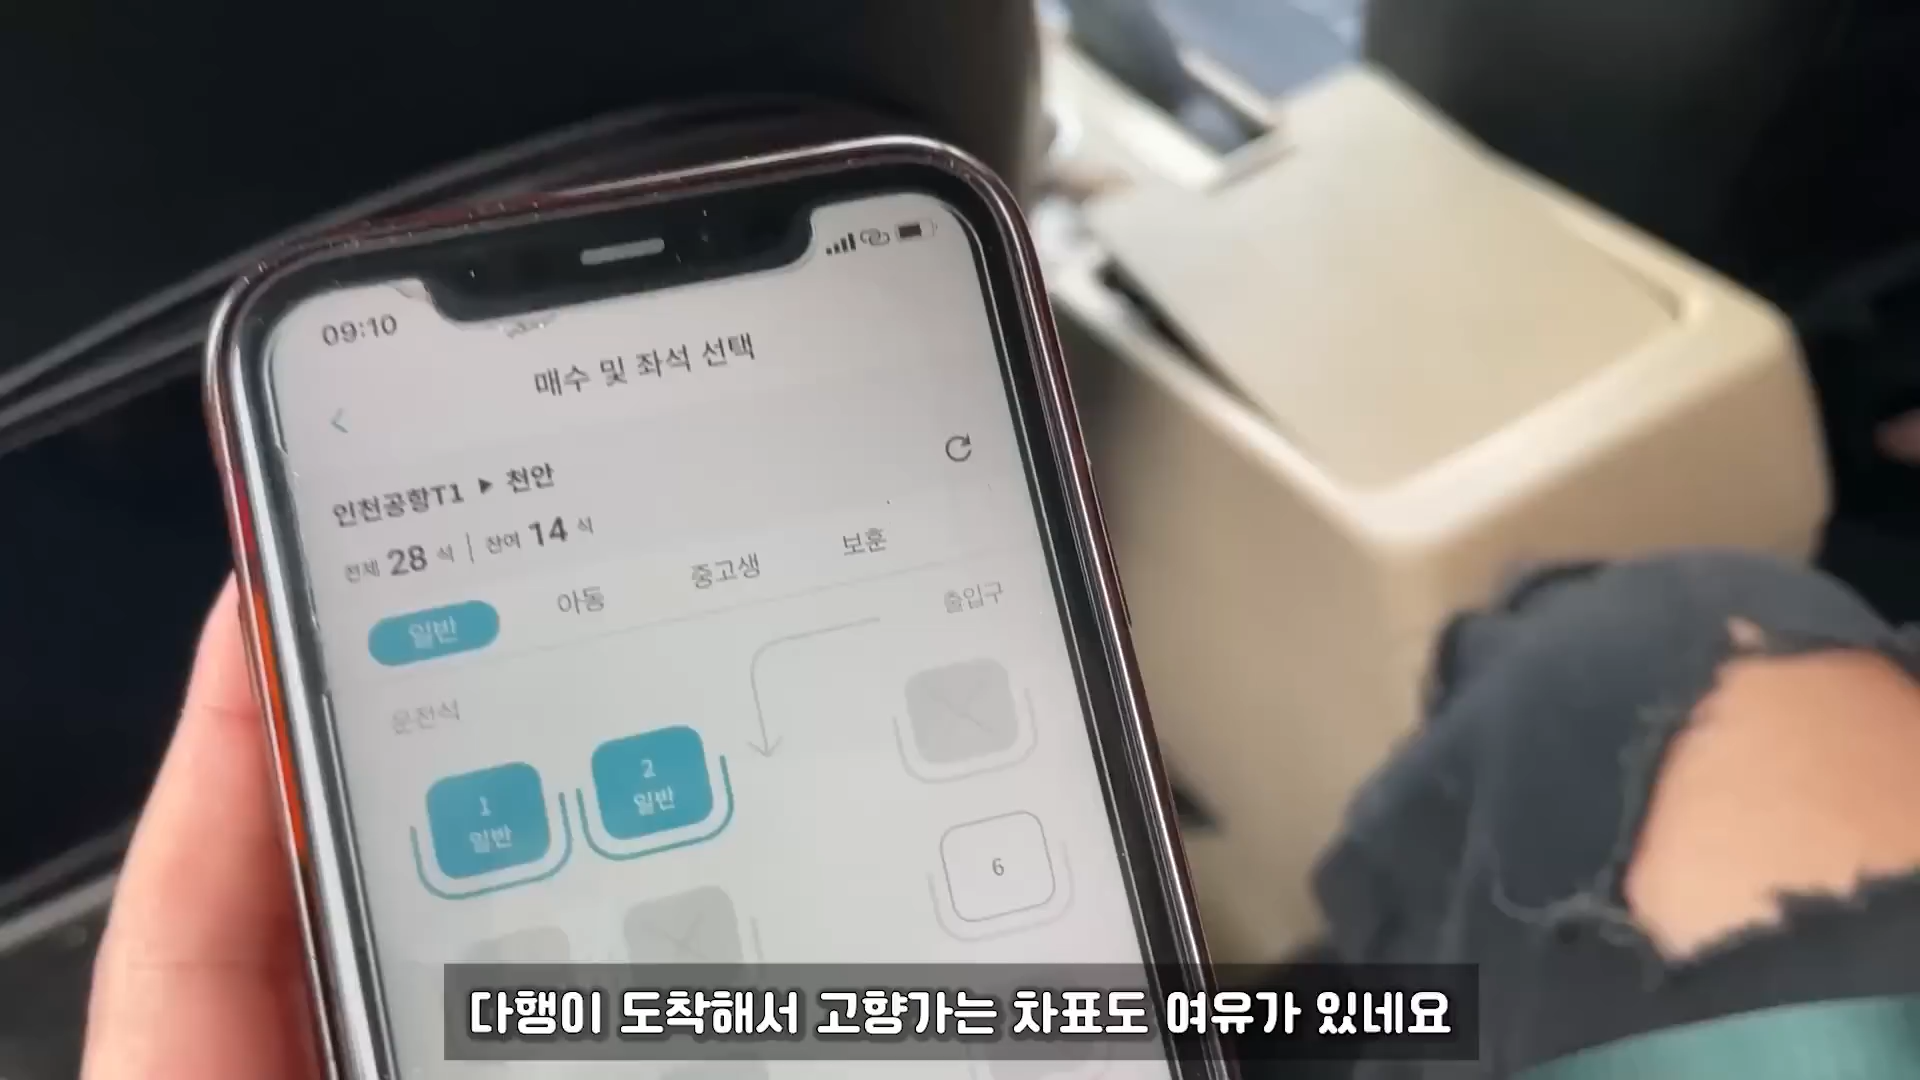 09:10
매수 및 좌석 선택
인천공항T1 ▶ 천안
전체 28 석 | 잔여 14 석
일반 아동 중고생 보훈
출입구
운전석
1
일반
2
일반
6
다행이 도착해서 고향가는 차표도 여유가 있네요